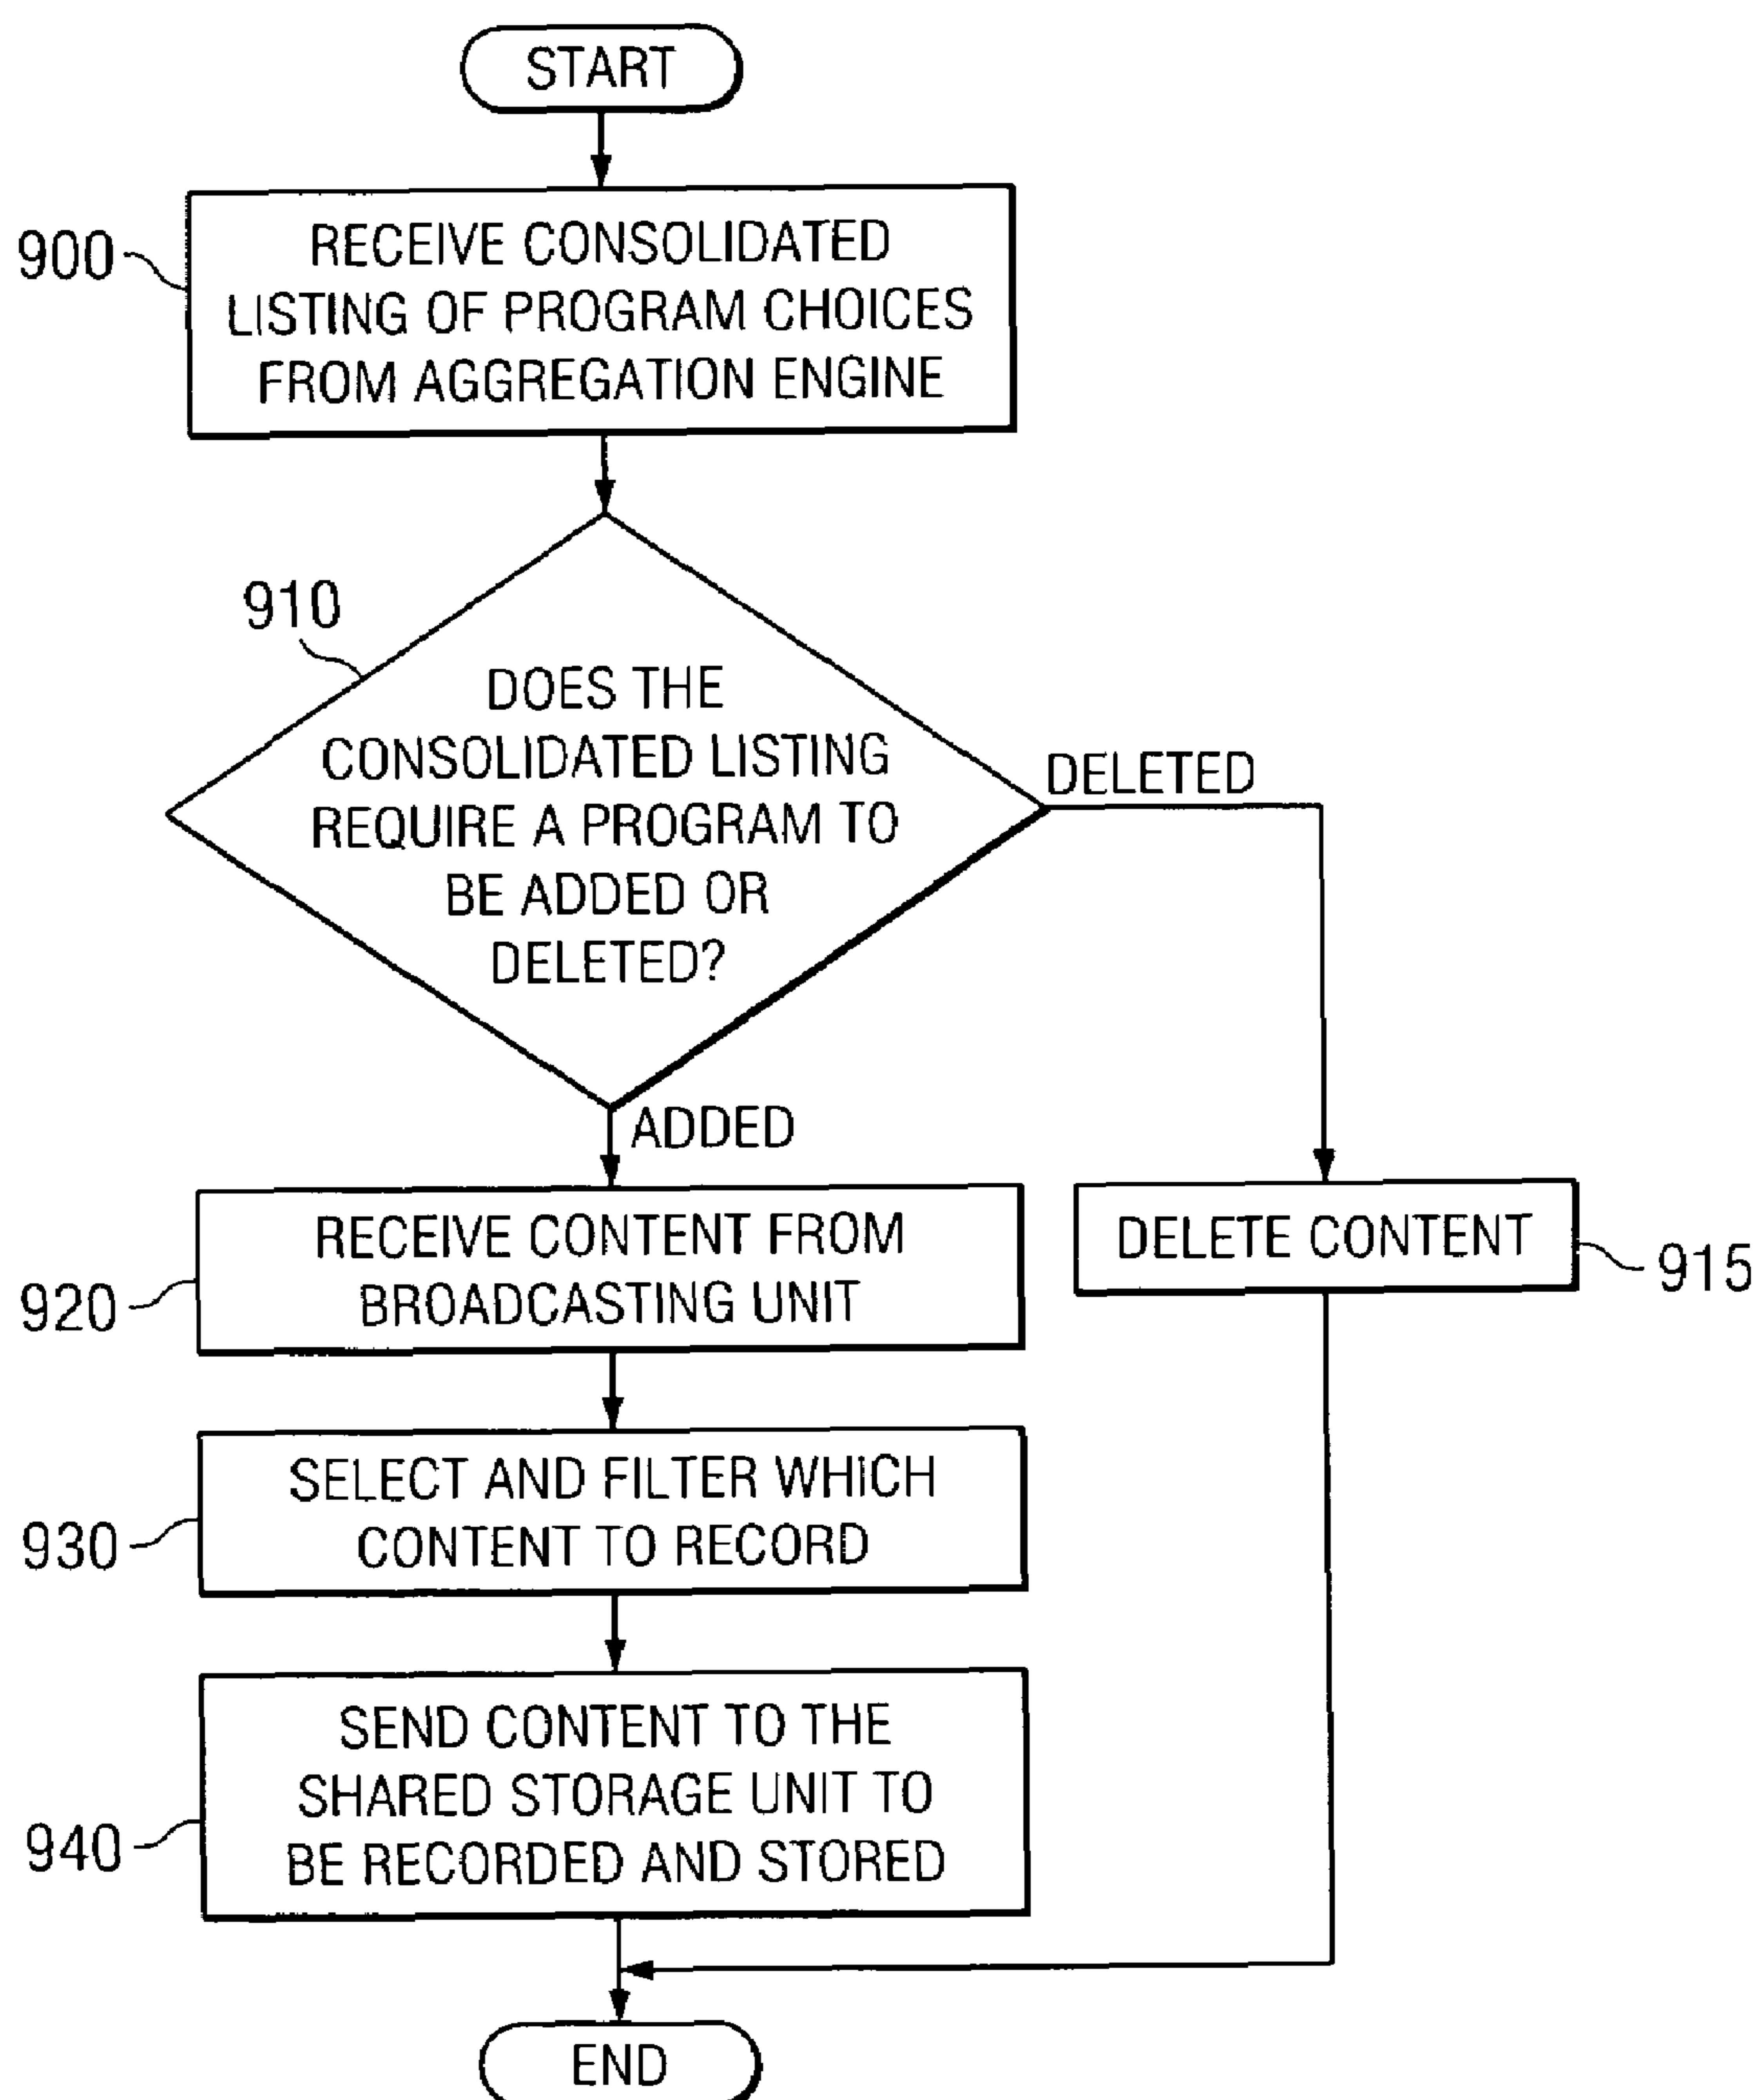 START
900
RECEIVE CONSOLIDATED
LISTING OF PROGRAM CHOICES
FROM AGGREGATION ENGINE
910
DOES THE
CONSOLIDATED LISTING
REQUIRE A PROGRAM TO
BE ADDED OR
DELETED?
DELETED
ADDED
RECEIVE CONTENT FROM
BROADCASTING UNIT
920
DELETE CONTENT
915
SELECT AND FILTER WHICH
CONTENT TO RECORD
930
SEND CONTENT TO THE
SHARED STORAGE UNIT TO
BE RECORDED AND STORED
940
END